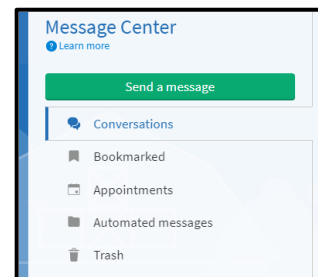 Message Center
Learn more
Send a message
Conversations
Bookmarked
Appointments
Automated messages
Trash